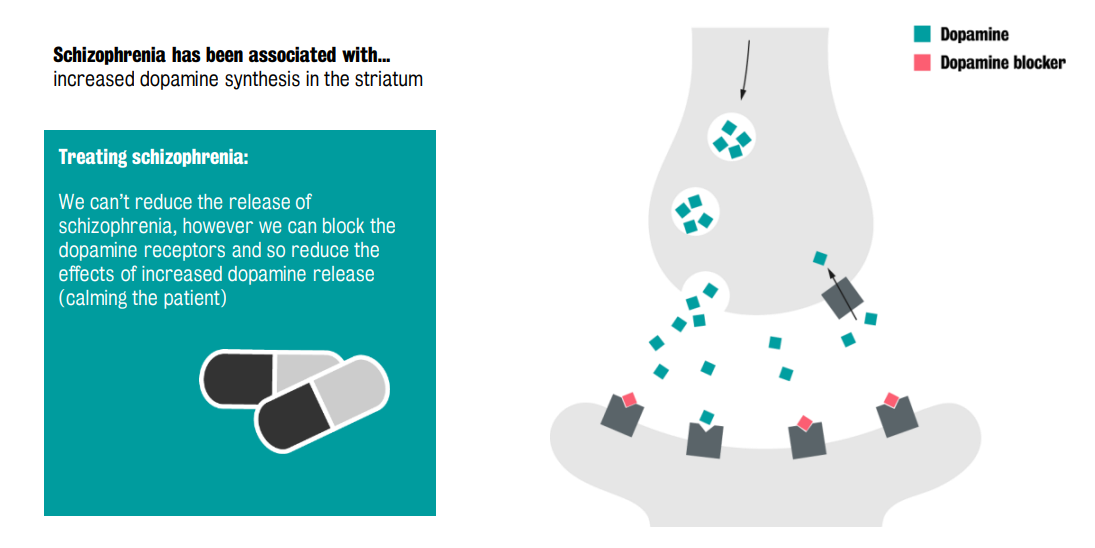 Schizophrenia has been associated with...
increased dopamine synthesis in the striatum
Treating schizophrenia:
We can't reduce the release of
schizophrenia, however we can block the
dopamine receptors and so reduce the
effects of increased dopamine release
(calming the patient)
Dopamine
Dopamine blocker